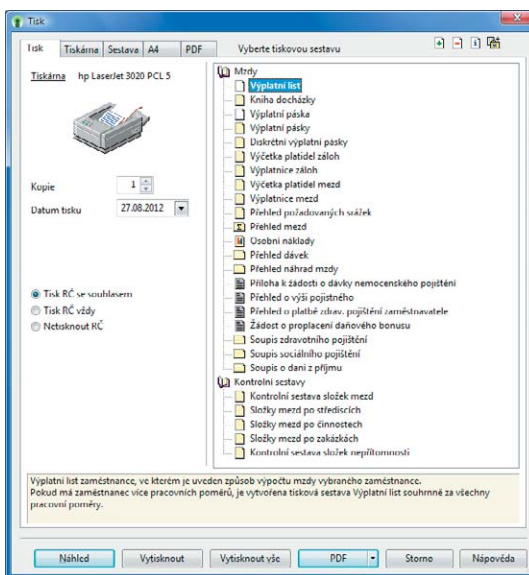 Tisk
Tisk
Tiskárna
Sestava
A4
PDF
Vyberte tiskovou sestavu
Tiskárna hp LaserJet 3020 PCL 5
Kopie 1
Datum tisku 27.08.2012
Tisk RČ se souhlasem
Tisk RČ vždy
Netisknout RČ
Mzdy
Výplatní list
Kniha docházky
Výplatní páska
Výplatní pásky
Diskrétní výplatní pásky
Výčetka platidel záloh
Výplatnice záloh
Výčetka platidel mezd
Výplatnice mezd
Přehled požadovaných srážek
Přehled mezd
Osobní náklady
Přehled dávek
Přehled náhrad mzdy
Příloha k žádosti o dávky nemocenského pojištění
Přehled o výši pojistného
Přehled o platbě zdrav. pojištění zaměstnavatele
Žádost o proplacení daňového bonusu
Soupis zdravotního pojištění
Soupis sociálního pojištění
Soupis o dani z příjmu
Kontrolní sestavy
Kontrolní sestava složek mezd
Složky mezd po střediscích
Složky mezd po činnostech
Složky mezd po zakázkách
Kontrolní sestava složek nepřítomnosti
Výplatní list zaměstnance, ve kterém je uveden způsob výpočtu mzdy vybraného zaměstnance.
Pokud má zaměstnanec více pracovních poměrů, je vytvořena tisková sestava Výplatní list souhrnné za všechny
pracovní poměry.
Náhled
Vytisknout
Vytisknout vše
PDF
Storno
Nápověda